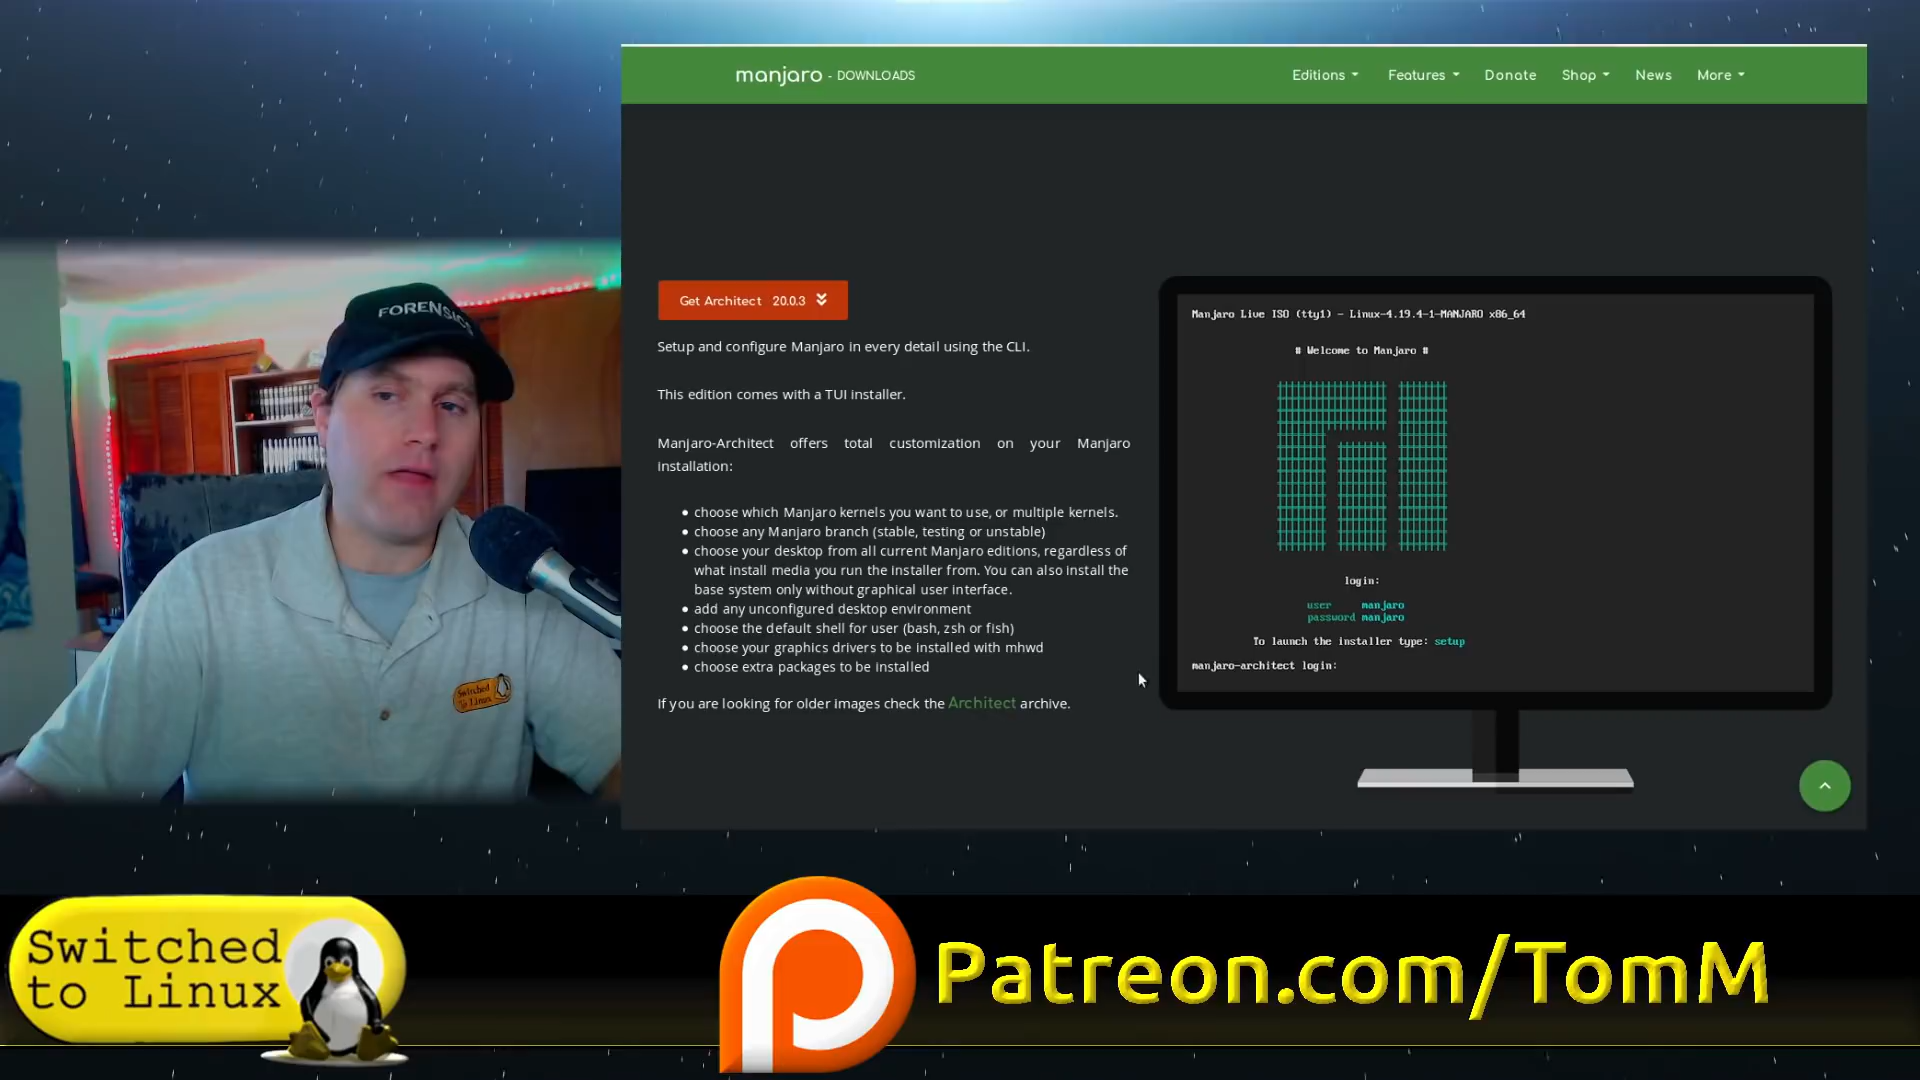 manjaro - DOWNLOADS
Editions
Features
Donate
Shop
News
More
Get Architect 20.0.3
Setup and configure Manjaro in every detail using the CLI.
This edition comes with a TUI installer.
Manjaro-Architect offers total customization on your Manjaro
Installation:
• choose which Manjaro kernels you want to use, or multiple kernels.
• choose any Manjaro branch (stable, testing or unstable)
• choose your desktop from all current Manjaro editions, regardless of
what install media you run the installer from. You can also install the
base system only without graphical user interface.
• add any unconfigured desktop environment
• choose the default shell for user (bash, zsh or fish)
• choose your graphics drivers to be installed with mhwd
• choose extra packages to be installed
If you are looking for older images check the Architect archive.
Manjaro Live ISO (tty1) - Linux-4.19.4-1-MANJARO x86_64
# Welcome to Manjaro #
login:
user manjaro
password manjaro
To launch the installer type: setup
manjaro-architect login:
FORENSICS
Switched
to Linux
Switched
to Linux
Patreon.com/TomM